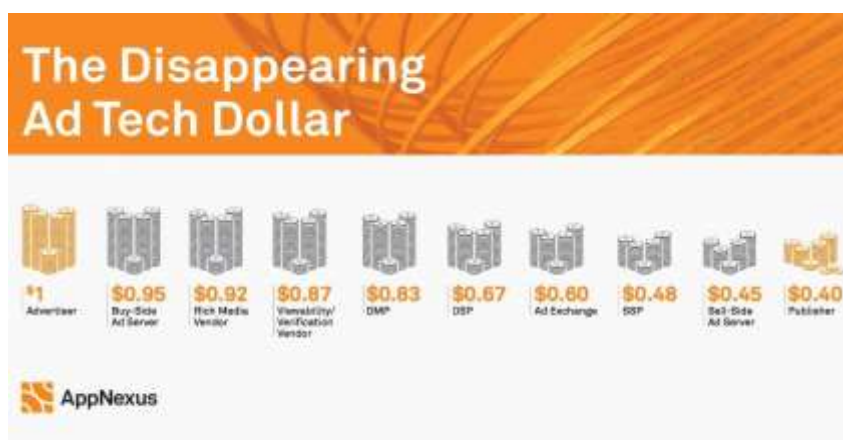 The Disappearing
Ad Tech Dollar
$1
Advertiser
$0.95
Buy-Side
Ad Server
$0.92
Rich Media
Vendor
$0.87
Viewability/
Verification
Vendor
$0.83
DMP
$0.67
DSP
$0.60
Ad Exchange
$0.48
SSP
$0.45
Sell-Side
Ad Server
$0.40
Publisher
AppNexus